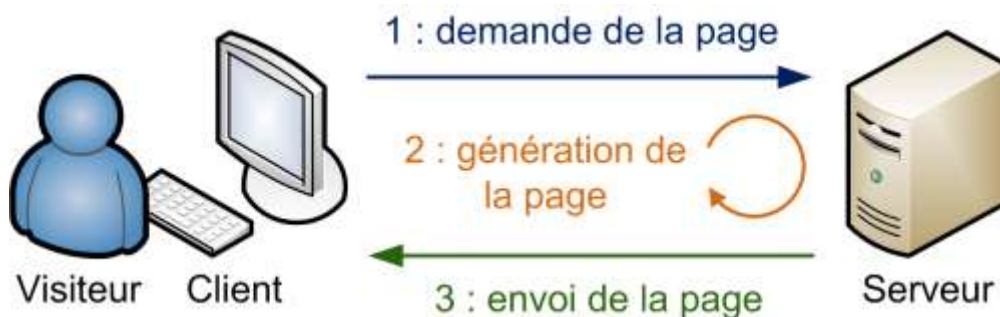 1 : demande de la page
2 : génération de
la page
3 : envoi de la page
Visiteur
Client
Serveur